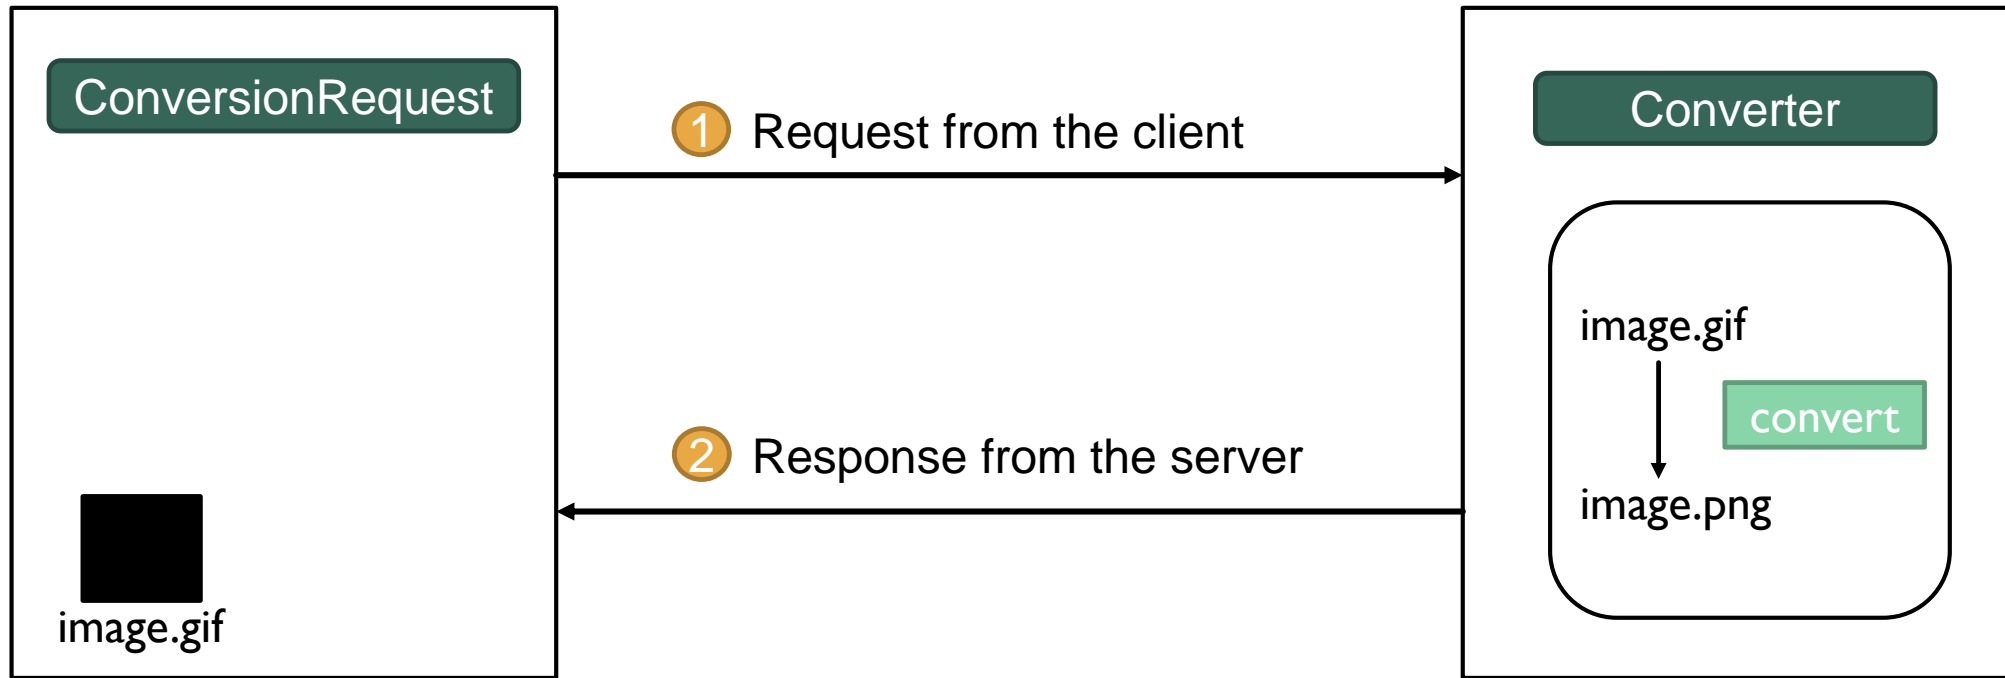 ConversionRequest
image.gif
1 Request from the client
2 Response from the server
Converter
image.gif
convert
image.png